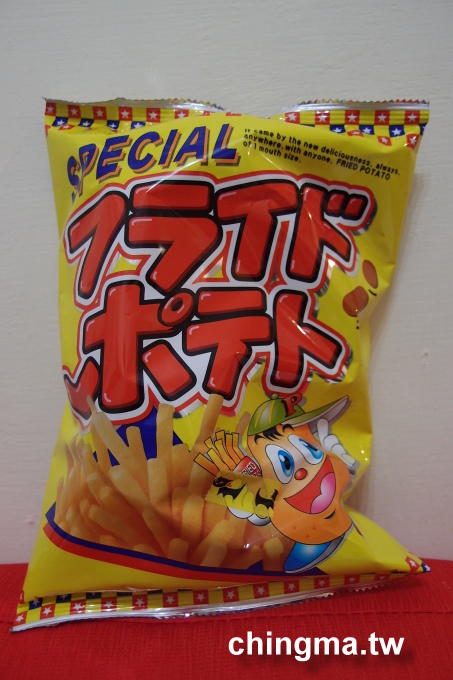 SPECIAL
It came by the new deliciousness. always.
anywhere. with anyone. FRIED POTATO
of 1 mouth size.
フライド
ポテト
P
chingma.tw